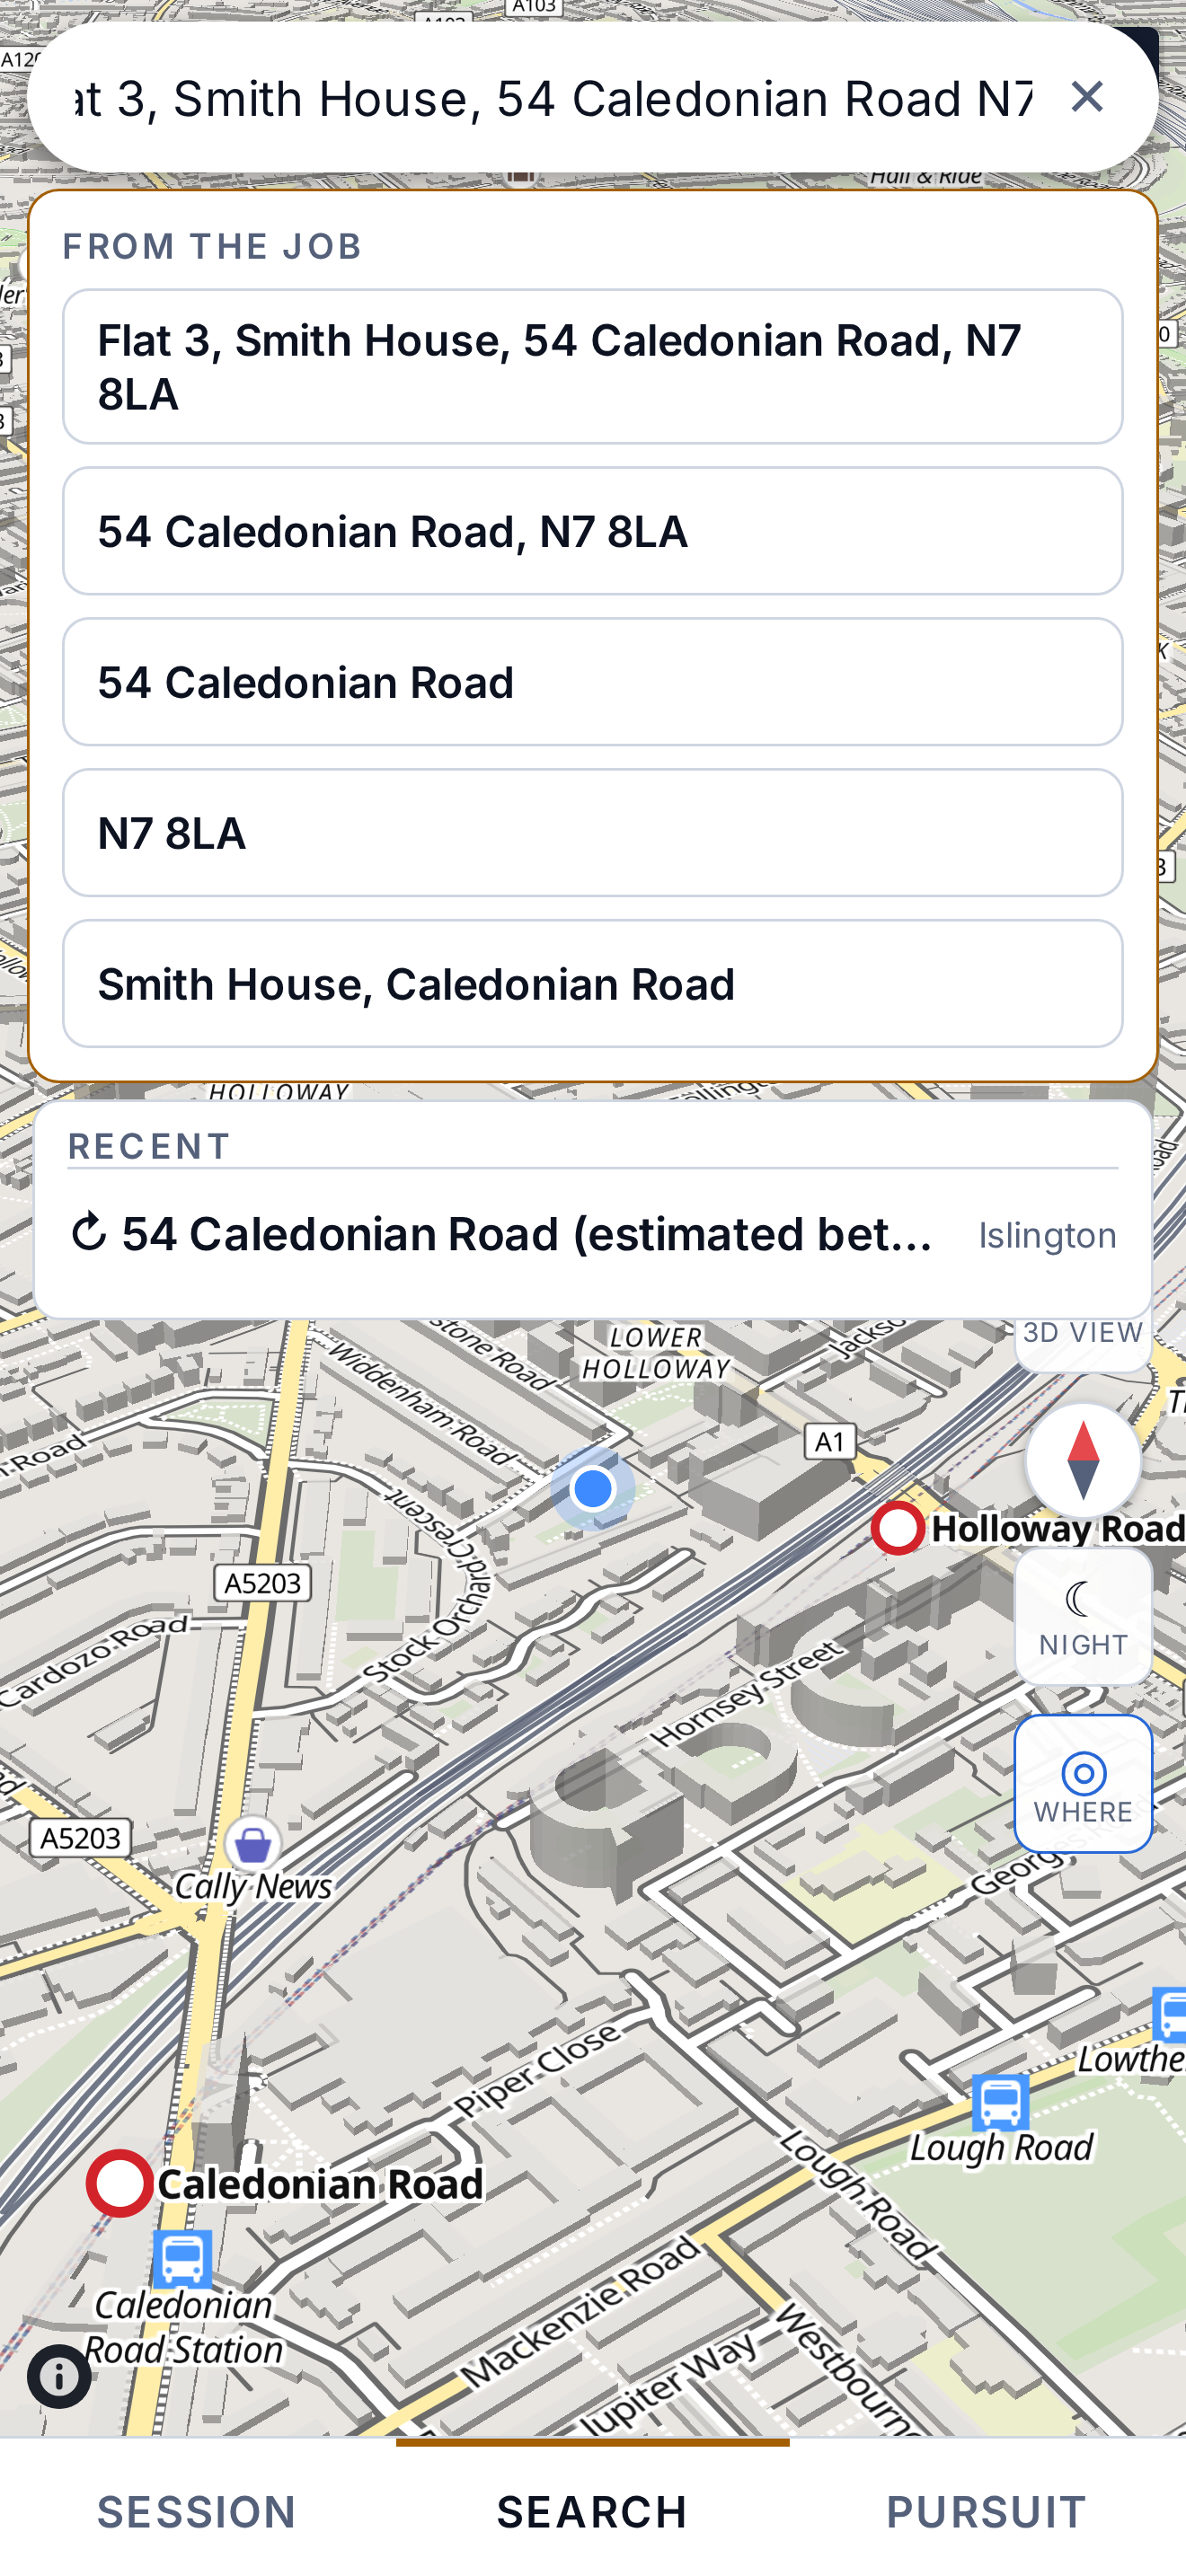 A103
at 3, Smith House, 54 Caledonian Road N7
Hail & Ride
FROM THE JOB
Flat 3, Smith House, 54 Caledonian Road, N7
8LA
54 Caledonian Road, N7 8LA
54 Caledonian Road
N7 8LA
Smith House, Caledonian Road
HOLLOWAY
RECENT
54 Caledonian Road (estimated bet... Islington
3D VIEW
LOWER
HOLLOWAY
Widdenham Road
A1
Holloway Road
Stock Orchard Crescent
A5203
Cardozo Road
NIGHT
Hornsey Street
WHERE
A5203
Cally News
Piper Close
Lough Road
Lough Road
Caledonian Road
Caledonian
Road Station
Mackenzie Road
Jupiter Way
SESSION
SEARCH
PURSUIT